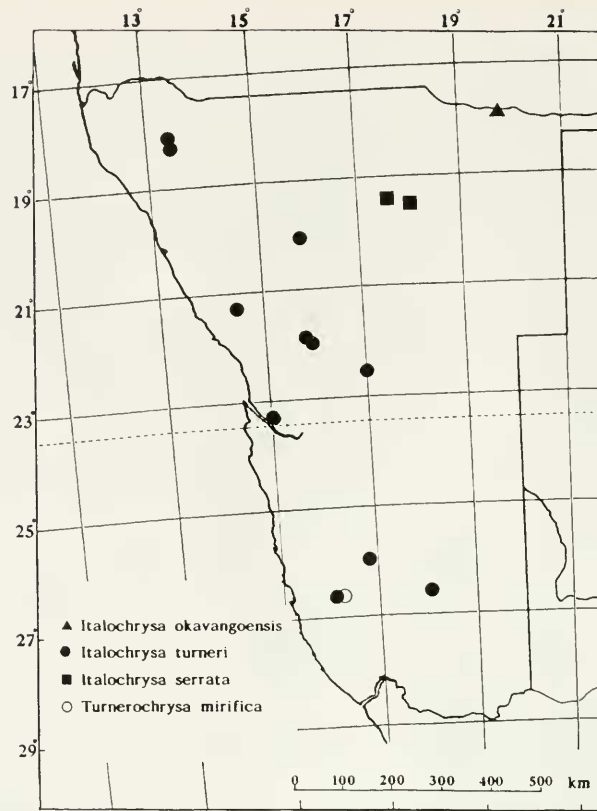 13° 15° 17° 19° 21°
17°
19°
21°
23°
25°
27°
29°
▲ Italochrysa okavangoensis
● Italochrysa turneri
■ Italochrysa serrata
○ Turnerochrysa mirifica
0 100 200 300 400 500 km